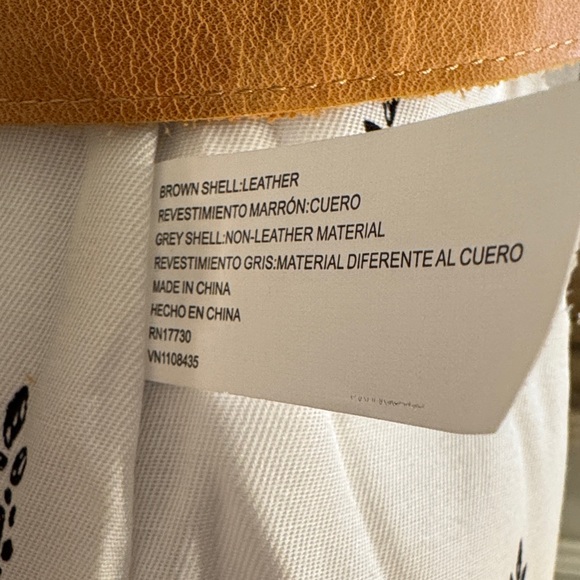 BROWN SHELL:LEATHER
REVESTIMIENTO MARRÓN:CUERO
GREY SHELL:NON-LEATHER MATERIAL
REVESTIMIENTO GRIS:MATERIAL DIFERENTE AL CUERO
MADE IN CHINA
HECHO EN CHINA
RN17730
VN1108435